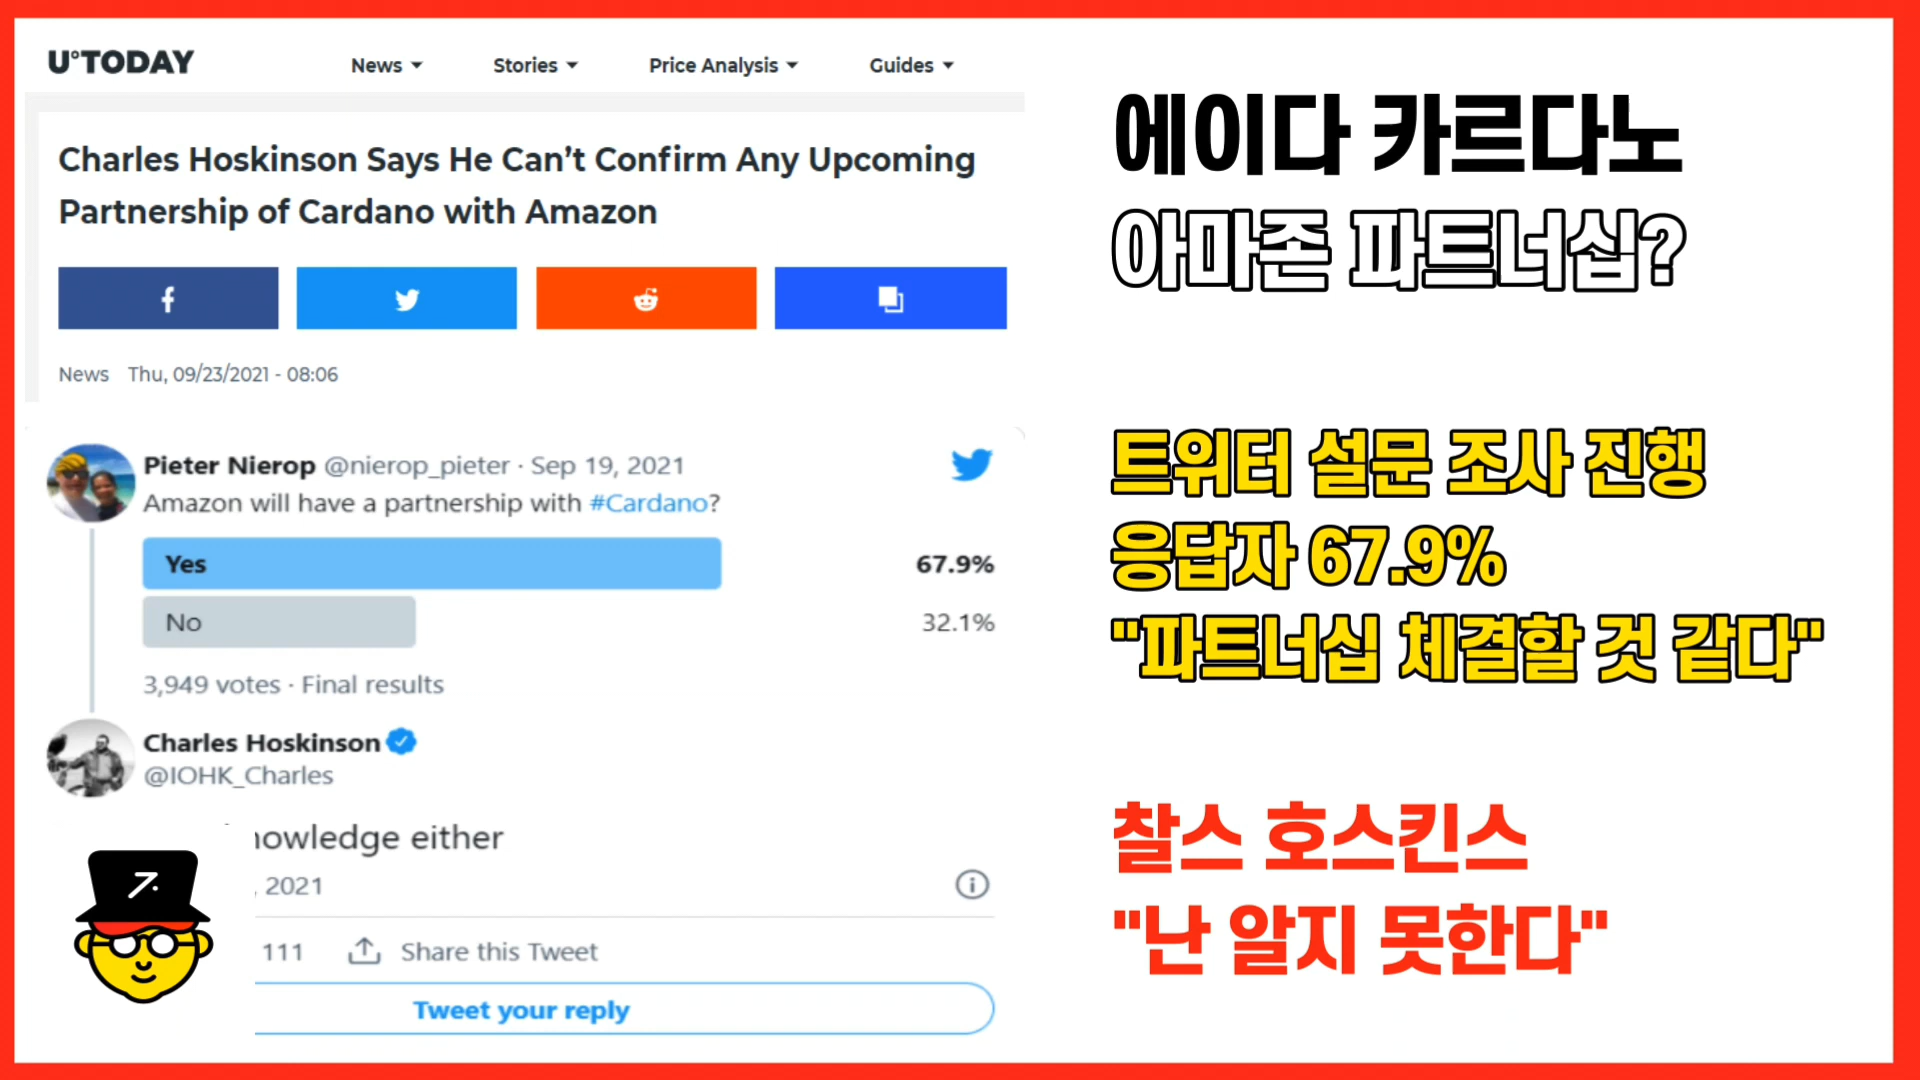 U°TODAY
News Stories Price Analysis Guides
Charles Hoskinson Says He Can't Confirm Any Upcoming
Partnership of Cardano with Amazon
News Thu, 09/23/2021 - 08:06
Pieter Nierop @nierop_pieter · Sep 19, 2021
Amazon will have a partnership with #Cardano?
Yes 67.9%
No 32.1%
3,949 votes · Final results
Charles Hoskinson
@IOHK_Charles
either
, 2021
111 Share this Tweet
Tweet your reply
에이다 카르다노
아마존 파트너십?
트위터 설문 조사 진행
응답자 67.9%
"파트너십 체결할 것 같다"
찰스 호스킨스
"난 알지 못한다"